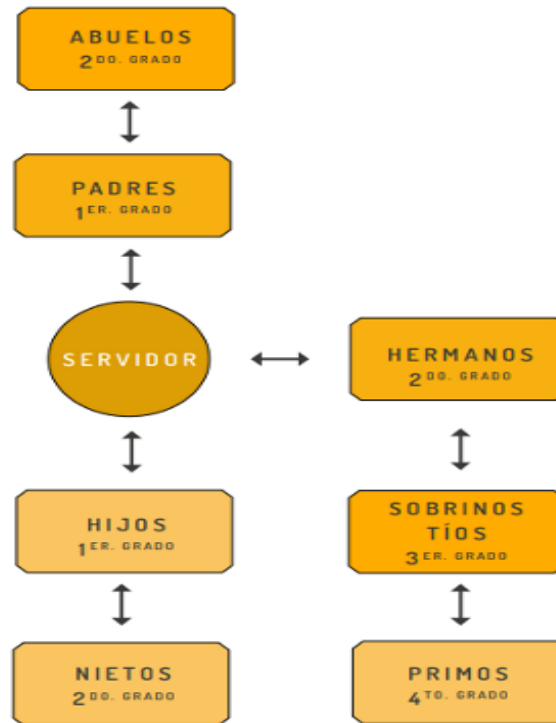 ABUELOS
2DO. GRADO
PADRES
1ER. GRADO
SERVIDOR
HERMANOS
2DO. GRADO
HIJOS
1ER. GRADO
SOBRINOS
TÍOS
3ER. GRADO
NIETOS
2DO. GRADO
PRIMOS
4TO. GRADO